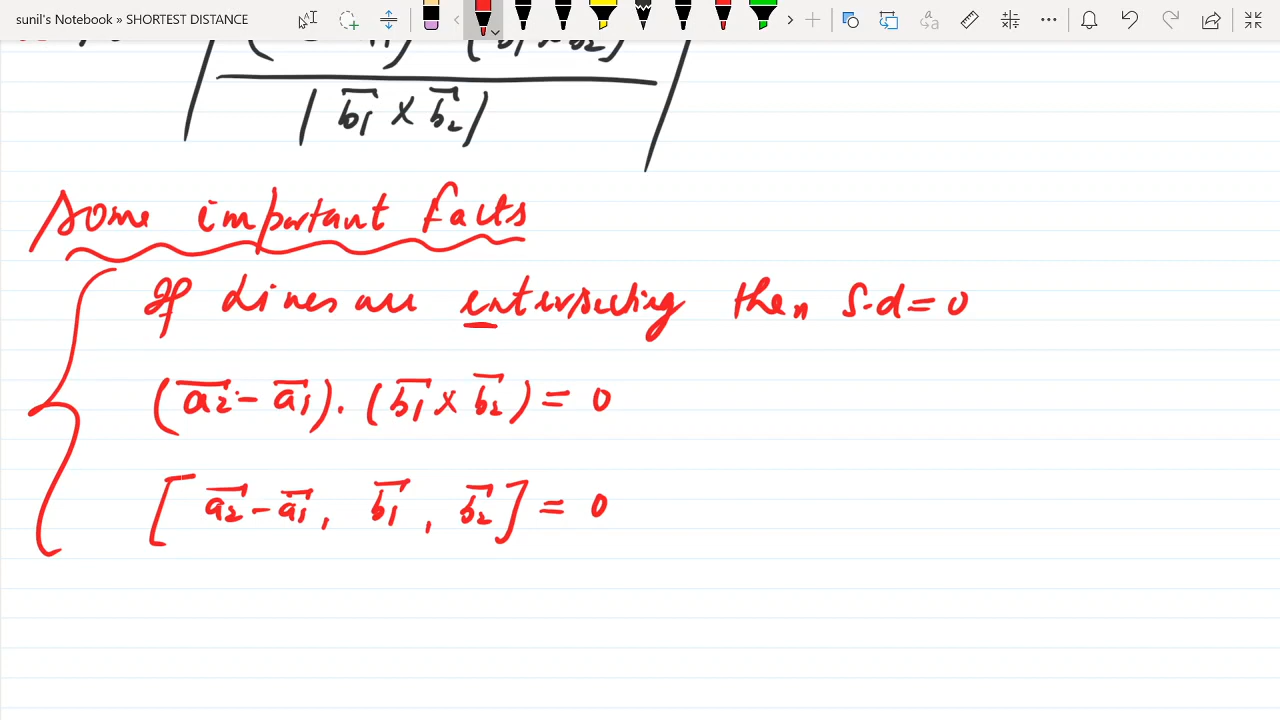 sunil's Notebook » SHORTEST DISTANCE
|b₁⃗ × b₂⃗|
Some important facts
If Lines are entersecting then S.d = 0
(a₂⃗ - a₁⃗) . (b₁⃗ × b₂⃗) = 0
[a₂⃗ - a₁⃗, b₁⃗, b₂⃗] = 0